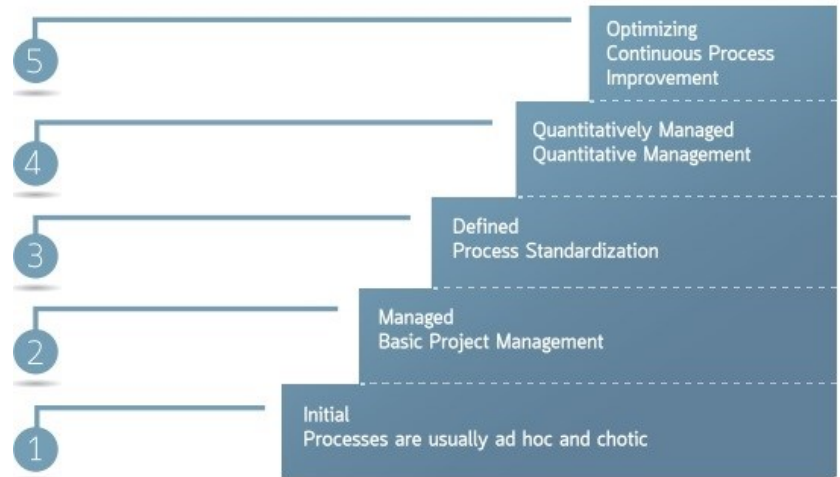 5
Optimizing
Continuous Process
Improvement
4
Quantitatively Managed
Quantitative Management
3
Defined
Process Standardization
2
Managed
Basic Project Management
1
Initial
Processes are usually ad hoc and chotic